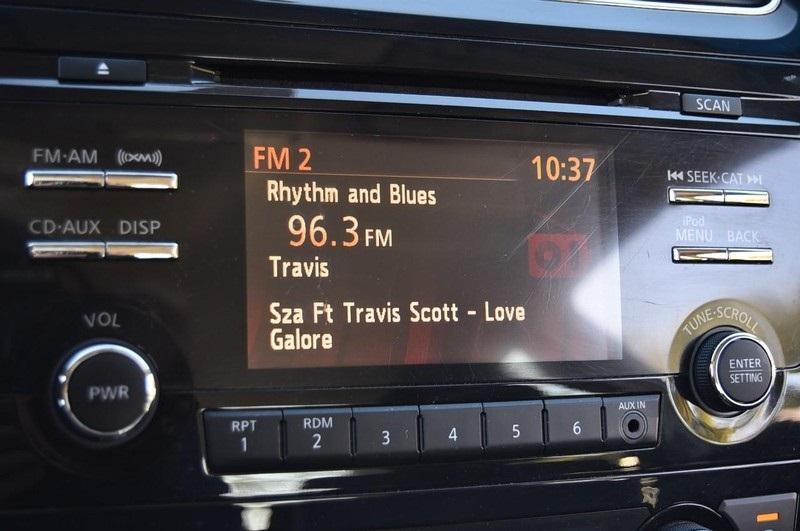 SCAN
FM·AM ((XM))
FM 2 10:37
SEEK·CAT
Rhythm and Blues
96.3 FM
CD·AUX DISP
iPod
MENU BACK
Travis
Sza Ft Travis Scott - Love
Galore
VOL
PWR
TUNE·SCROLL
ENTER
SETTING
RPT
1
RDM
2
3
4
5
6
AUX IN